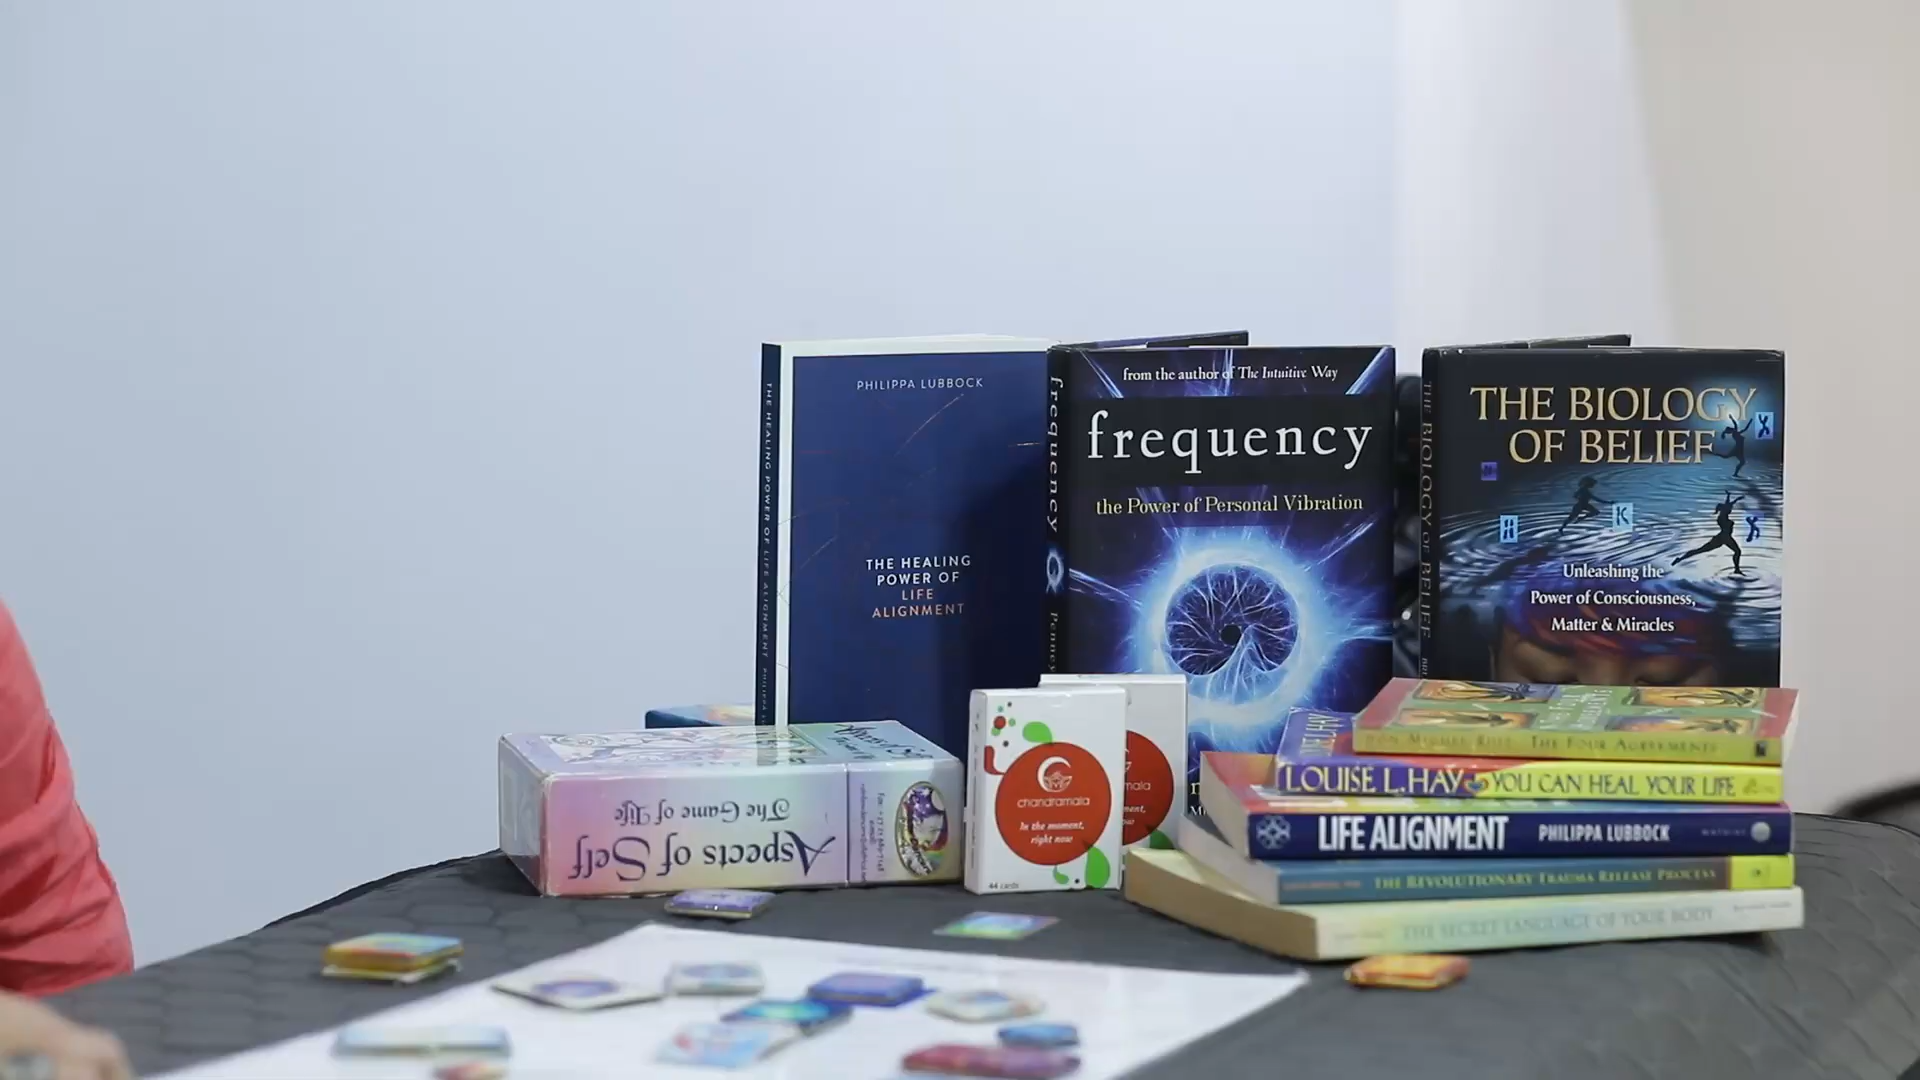 THE HEALING POWER OF LIFE ALIGNMENT
PHILIPPA LUBBOCK
THE HEALING
POWER OF
LIFE
ALIGNMENT
frequency
from the author of The Intuitive Way
frequency
the Power of Personal Vibration
THE BIOLOGY OF BELIEF
THE BIOLOGY
OF BELIEF
Unleashing the
Power of Consciousness,
Matter & Miracles
Aspects of Self
The Game of Life
chandramala
In the moment,
right now
44 cards
DON MIGUEL RUIZ THE FOUR AGREEMENTS
LOUISE L. HAY YOU CAN HEAL YOUR LIFE
LIFE ALIGNMENT PHILIPPA LUBBOCK
THE REVOLUTIONARY TRAUMA RELEASE PROCESS
THE SECRET LANGUAGE OF YOUR BODY